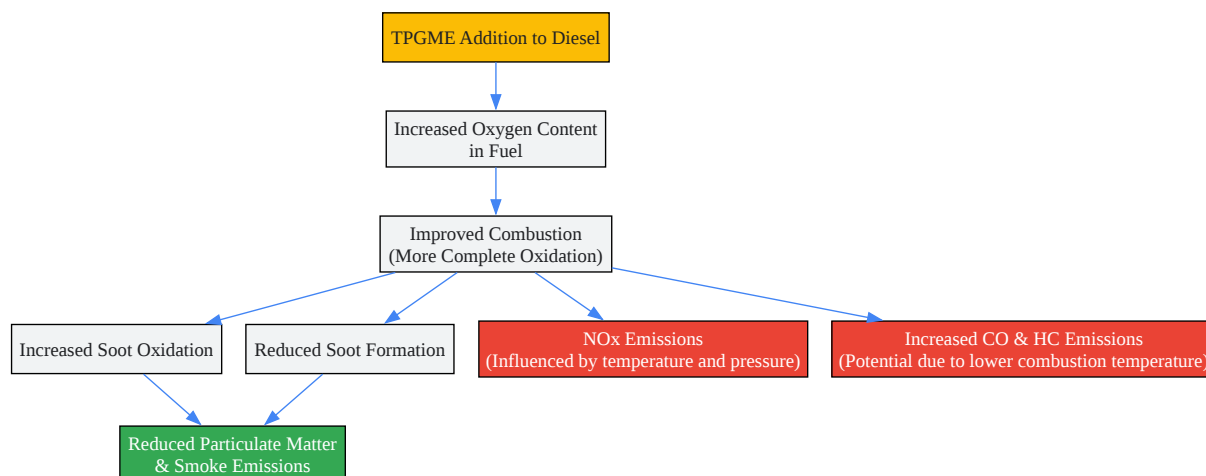 TPGME Addition to Diesel
Increased Oxygen Content
in Fuel
Improved Combustion
(More Complete Oxidation)
Increased Soot Oxidation
Reduced Soot Formation
NOx Emissions
(Influenced by temperature and pressure)
Increased CO & HC Emissions
(Potential due to lower combustion temperature)
Reduced Particulate Matter
& Smoke Emissions